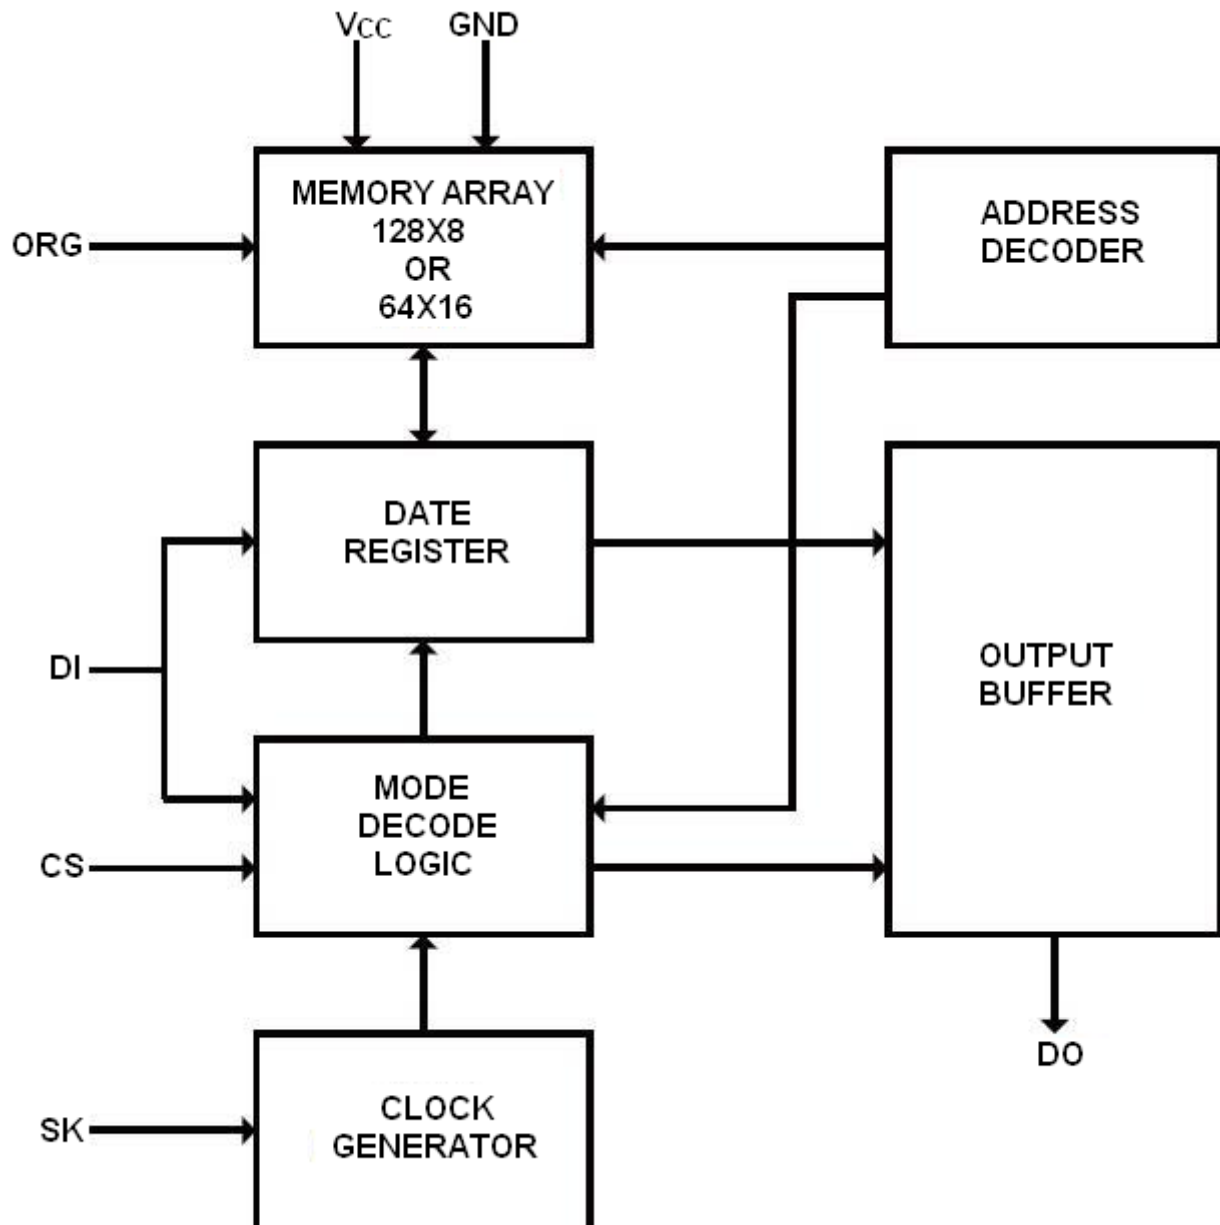 VCC
GND
ORG
MEMORY ARRAY
128X8
OR
64X16
ADDRESS
DECODER
DATE
REGISTER
DI
OUTPUT
BUFFER
MODE
DECODE
LOGIC
CS
DO
SK
CLOCK
GENERATOR